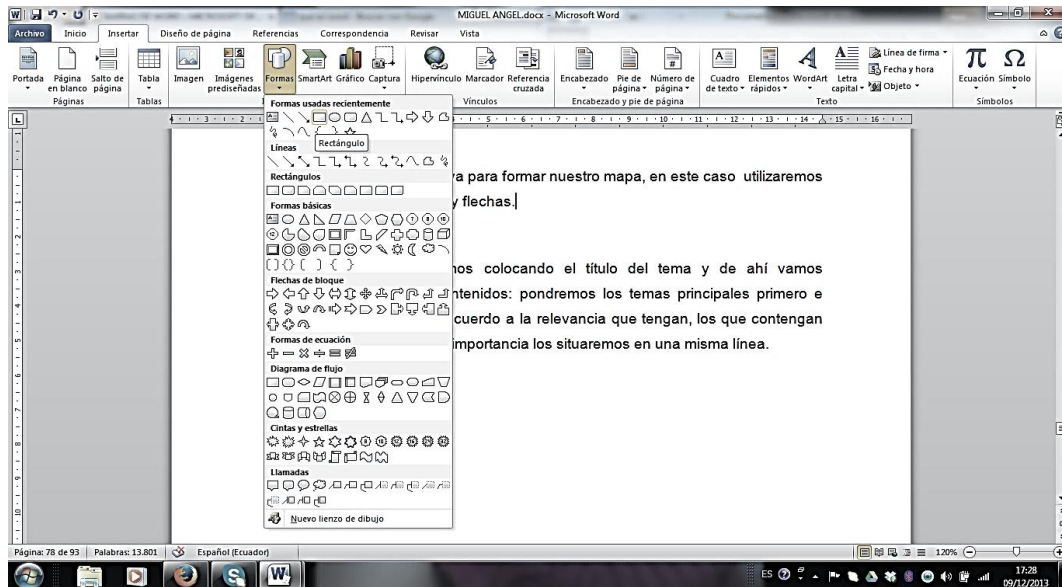 MIGUEL ANGEL.docx - Microsoft Word
Archivo Inicio Insertar Diseño de página Referencias Correspondencia Revisar Vista
Portada Página en blanco Salto de página Tabla Imagen Imágenes prediseñadas Formas SmartArt Gráfico Captura Hipervínculo Marcador Referencia cruzada Encabezado Pie de página Número de página Cuadro de texto Elementos rápidos WordArt Letra capital Línea de firma
Fecha y hora
Objeto
Ecuación Símbolo
Páginas Tablas Vínculos Encabezado y pie de página Texto Símbolos
Formas usadas recientemente
Rectángulo
Líneas
Rectángulos
Formas básicas
Flechas de bloque
Formas de ecuación
Diagrama de flujo
Cintas y estrellas
Llamadas
Nuevo lienzo de dibujo
va para formar nuestro mapa, en este caso utilizaremos
y flechas.
nos colocando el título del tema y de ahí vamos
ntenidos: pondremos los temas principales primero e
cuerdo a la relevancia que tengan, los que contengan
importancia los situaremos en una misma línea.
Página: 78 de 93 Palabras: 13.801 Español (Ecuador) 120%
ES 17:28
09/12/2013